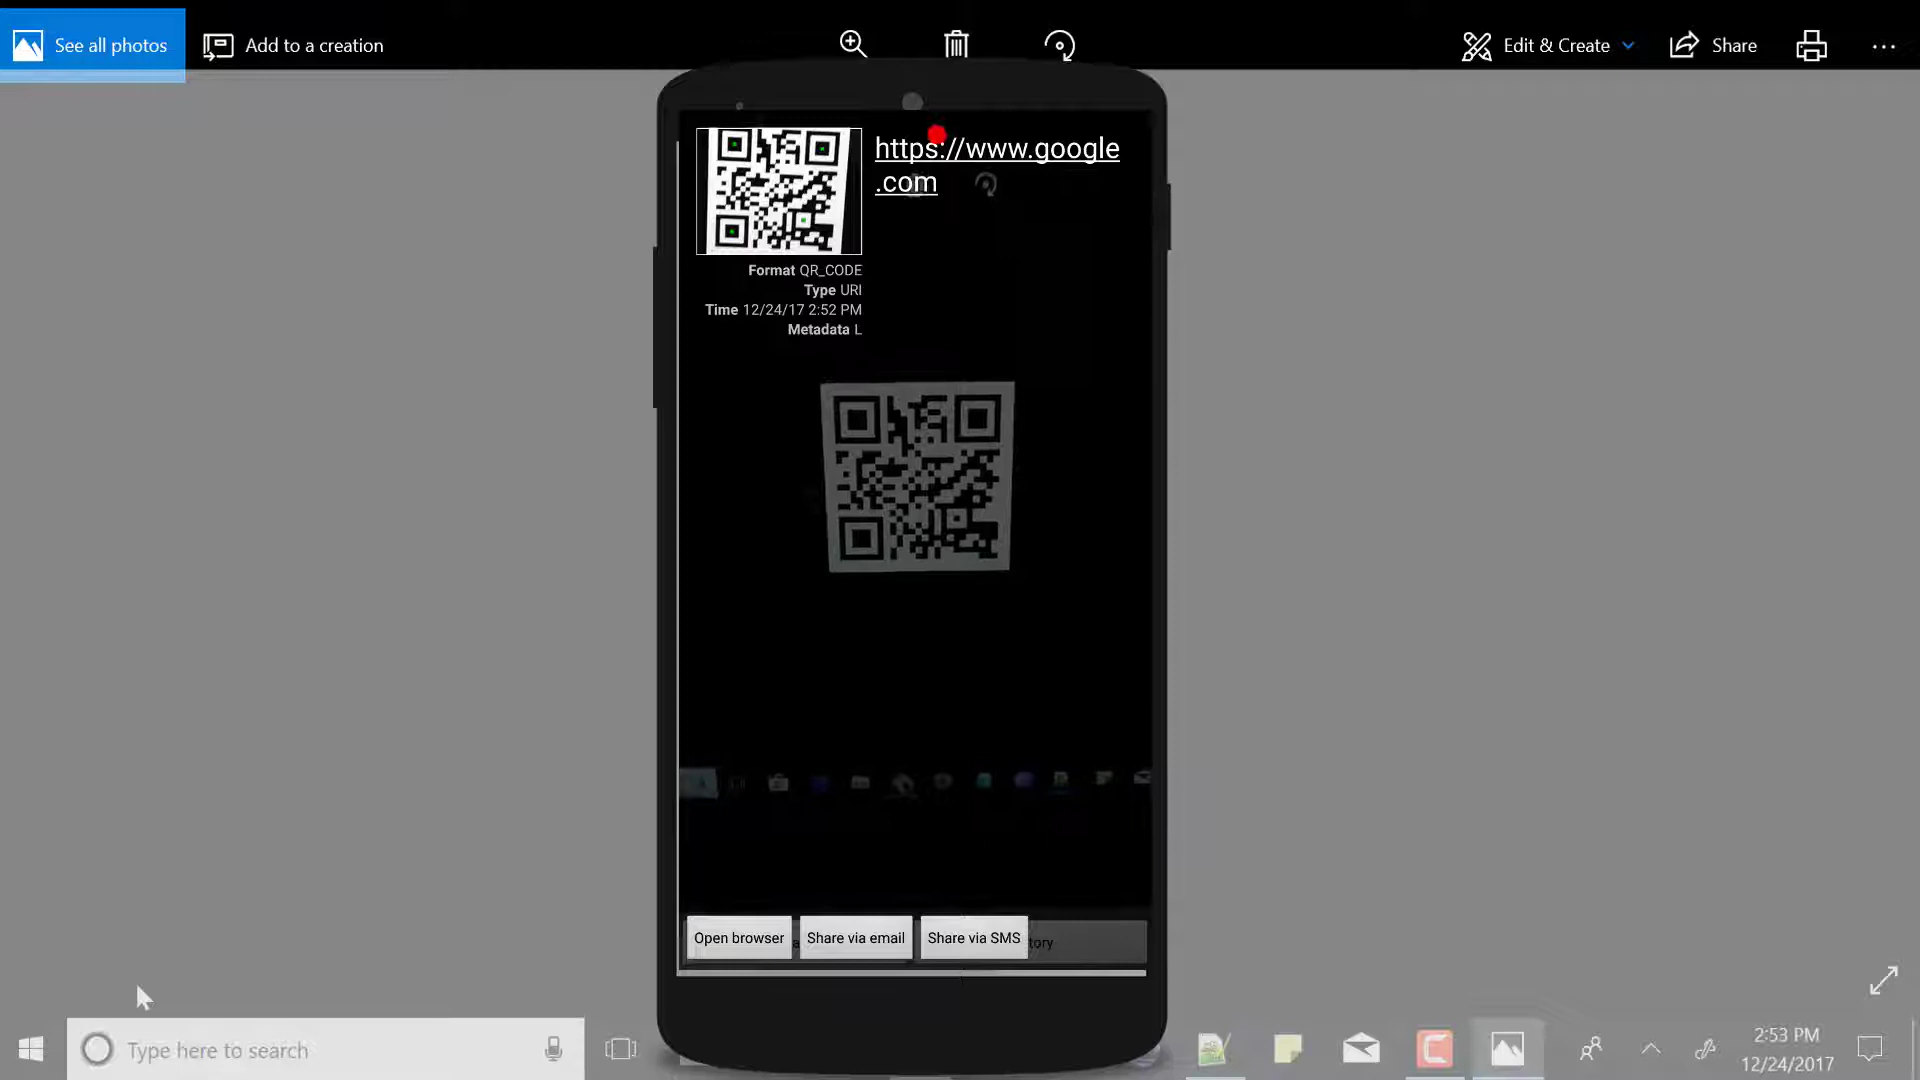 See all photos
Add to a creation
Edit & Create
Share
https://www.google
.com
Format QR_CODE
Type URI
Time 12/24/17 2:52 PM
Metadata L
Open browser
Share via email
Share via SMS
tory
Type here to search
2:53 PM
12/24/2017